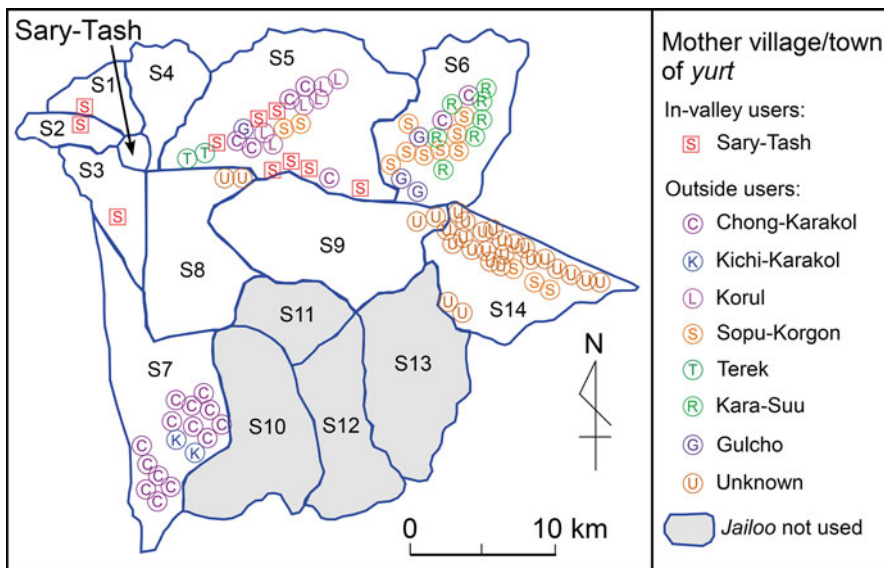 Sary-Tash
S1
S2
S3
S4
S5
S6
S7
S8
S9
S10
S11
S12
S13
S14
N
0 10 km
Mother village/town
of yurt
In-valley users:
S Sary-Tash
Outside users:
C Chong-Karakol
K Kichi-Karakol
L Korul
S Sopu-Korgon
T Terek
R Kara-Suu
G Gulcho
U Unknown
Jailoo not used